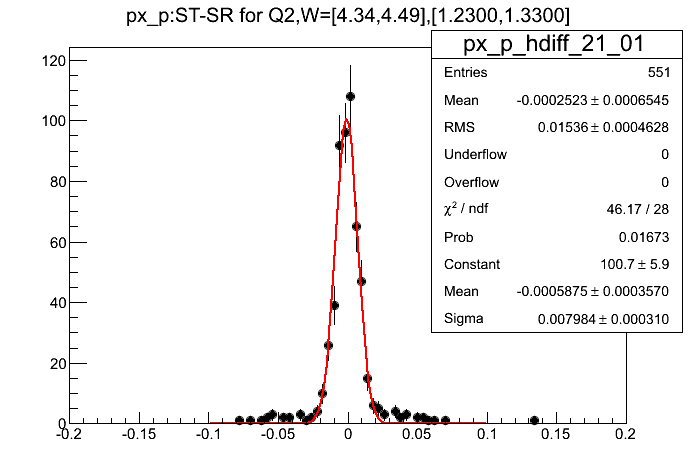 px_p:ST-SR for Q2,W=[4.34,4.49],[1.2300,1.3300]
px_p_hdiff_21_01
Entries 551
Mean -0.0002523 ± 0.0006545
RMS 0.01536 ± 0.0004628
Underflow 0
Overflow 0
χ² / ndf 46.17 / 28
Prob 0.01673
Constant 100.7 ± 5.9
Mean -0.0005875 ± 0.0003570
Sigma 0.007984 ± 0.000310
120
100
80
60
40
20
0
-0.2 -0.15 -0.1 -0.05 0 0.05 0.1 0.15 0.2